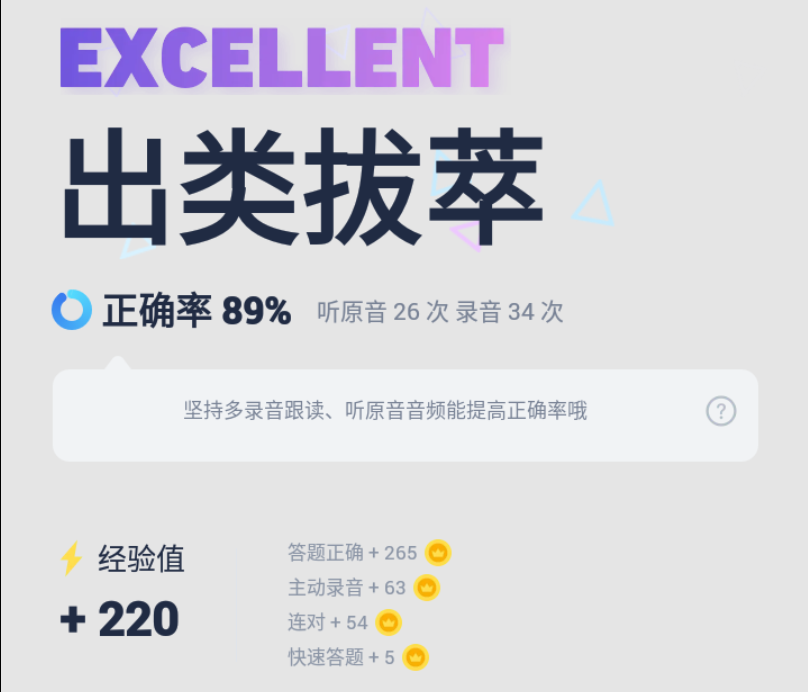 EXCELLENT
出类拔萃
正确率 89% 听原音 26 次 录音 34 次
坚持多录音跟读、听原音音频能提高正确率哦 ?
经验值
+ 220
答题正确 + 265
主动录音 + 63
连对 + 54
快速答题 + 5